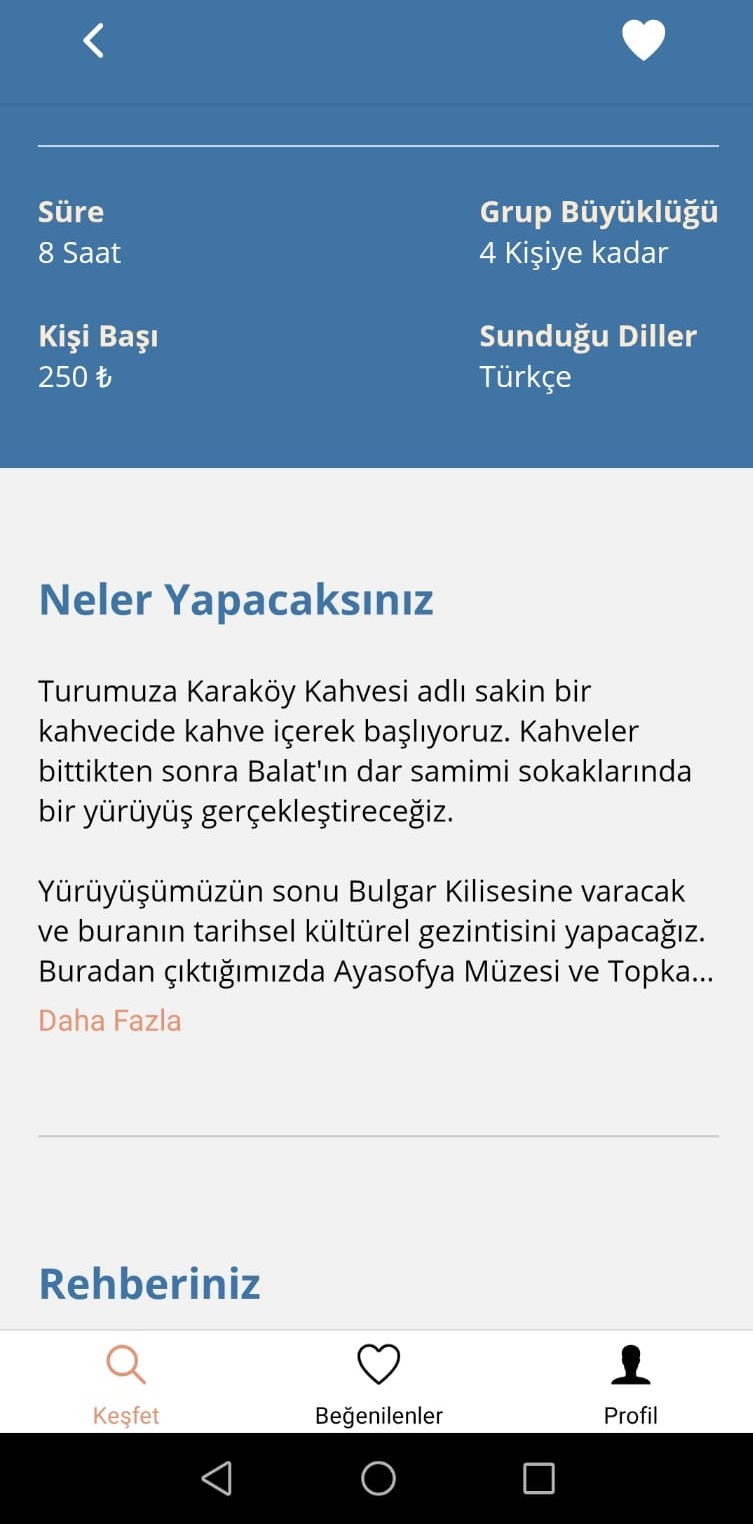 Süre
8 Saat
Grup Büyüklüğü
4 Kişiye kadar
Kişi Başı
250 ₺
Sunduğu Diller
Türkçe
Neler Yapacaksınız
Turumuza Karaköy Kahvesi adlı sakin bir
kahvecide kahve içerek başlıyoruz. Kahveler
bittikten sonra Balat'ın dar samimi sokaklarında
bir yürüyüş gerçekleştireceğiz.
Yürüyüşümüzün sonu Bulgar Kilisesine varacak
ve buranın tarihsel kültürel gezintisini yapacağız.
Buradan çıktığımızda Ayasofya Müzesi ve Topka...
Daha Fazla
Rehberiniz
Keşfet
Beğenilenler
Profil